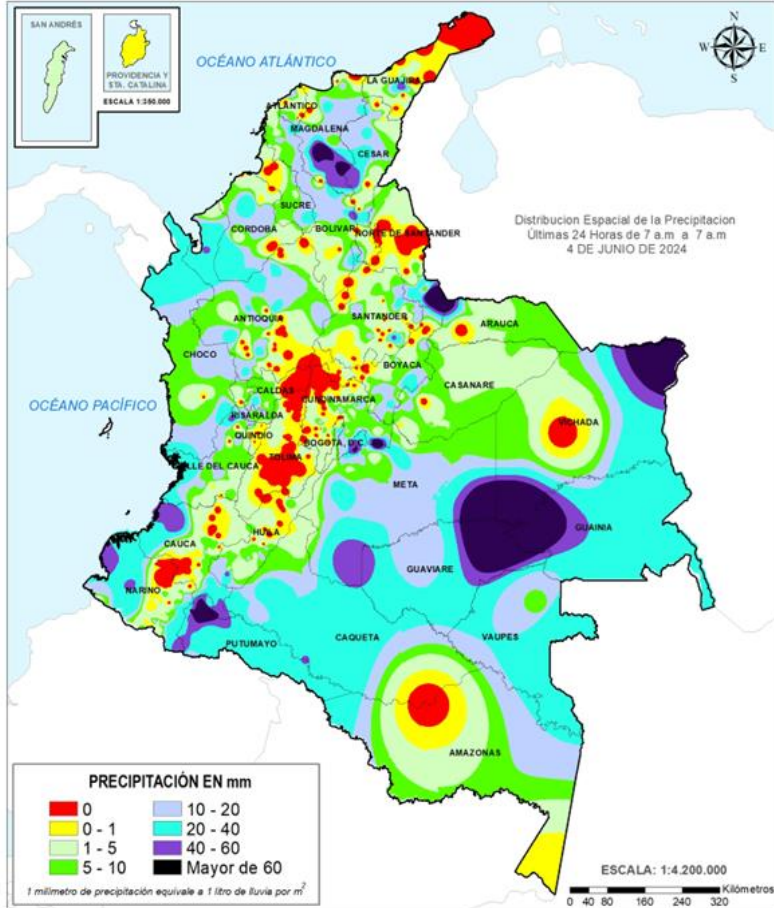 SAN ANDRÉS
PROVIDENCIA Y
STA. CATALINA
ESCALA 1:350.000
OCÉANO ATLÁNTICO
N
W
E
S
LA GUAJIRA
ATLANTICO
MAGDALENA
CESAR
SUCRE
CORDOBA
BOLIVAR
NORTE DE SANTANDER
Distribucion Espacial de la Precipitacion
Últimas 24 Horas de 7 a.m a 7 a.m
4 DE JUNIO DE 2024
ANTIOQUIA
SANTANDER
ARAUCA
CHOCO
BOYACA
CASANARE
OCÉANO PACÍFICO
CALDAS
CUNDINAMARCA
RISARALDA
VICHADA
QUINDIO
BOGOTA, D.C.
TOLIMA
VALLE DEL CAUCA
META
GUAINIA
CAUCA
HUILA
GUAVIARE
NARIÑO
PUTUMAYO
CAQUETA
VAUPES
AMAZONAS
PRECIPITACIÓN EN mm
0
0 - 1
1 - 5
5 - 10
10 - 20
20 - 40
40 - 60
Mayor de 60
1 milimetro de precipitación equivale a 1 litro de lluvia por m²
ESCALA: 1:4.200.000
Kilómetros
0 40 80 160 240 320